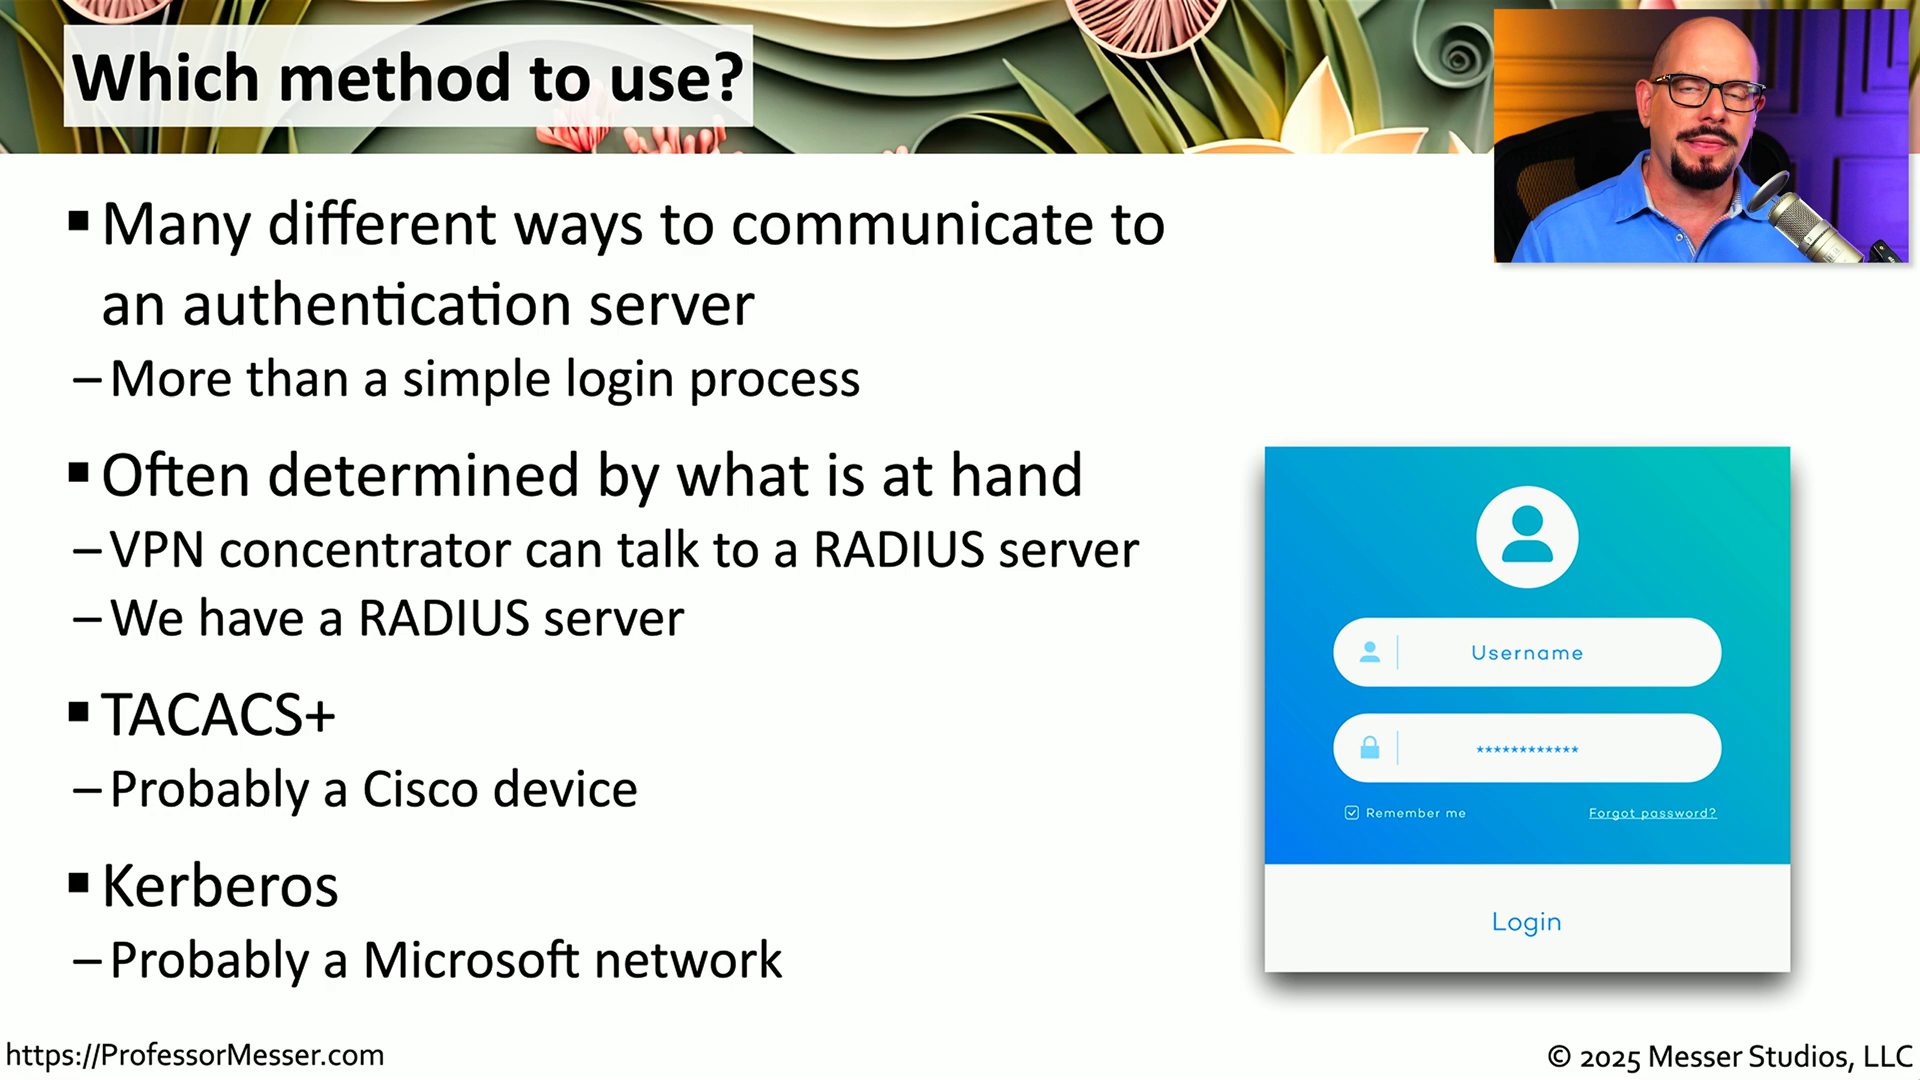 Which method to use?
▪ Many different ways to communicate to
an authentication server
– More than a simple login process
▪ Often determined by what is at hand
– VPN concentrator can talk to a RADIUS server
– We have a RADIUS server
▪ TACACS+
– Probably a Cisco device
▪ Kerberos
– Probably a Microsoft network
Username
************
Remember me
Forgot password?
Login
https://ProfessorMesser.com
© 2025 Messer Studios, LLC